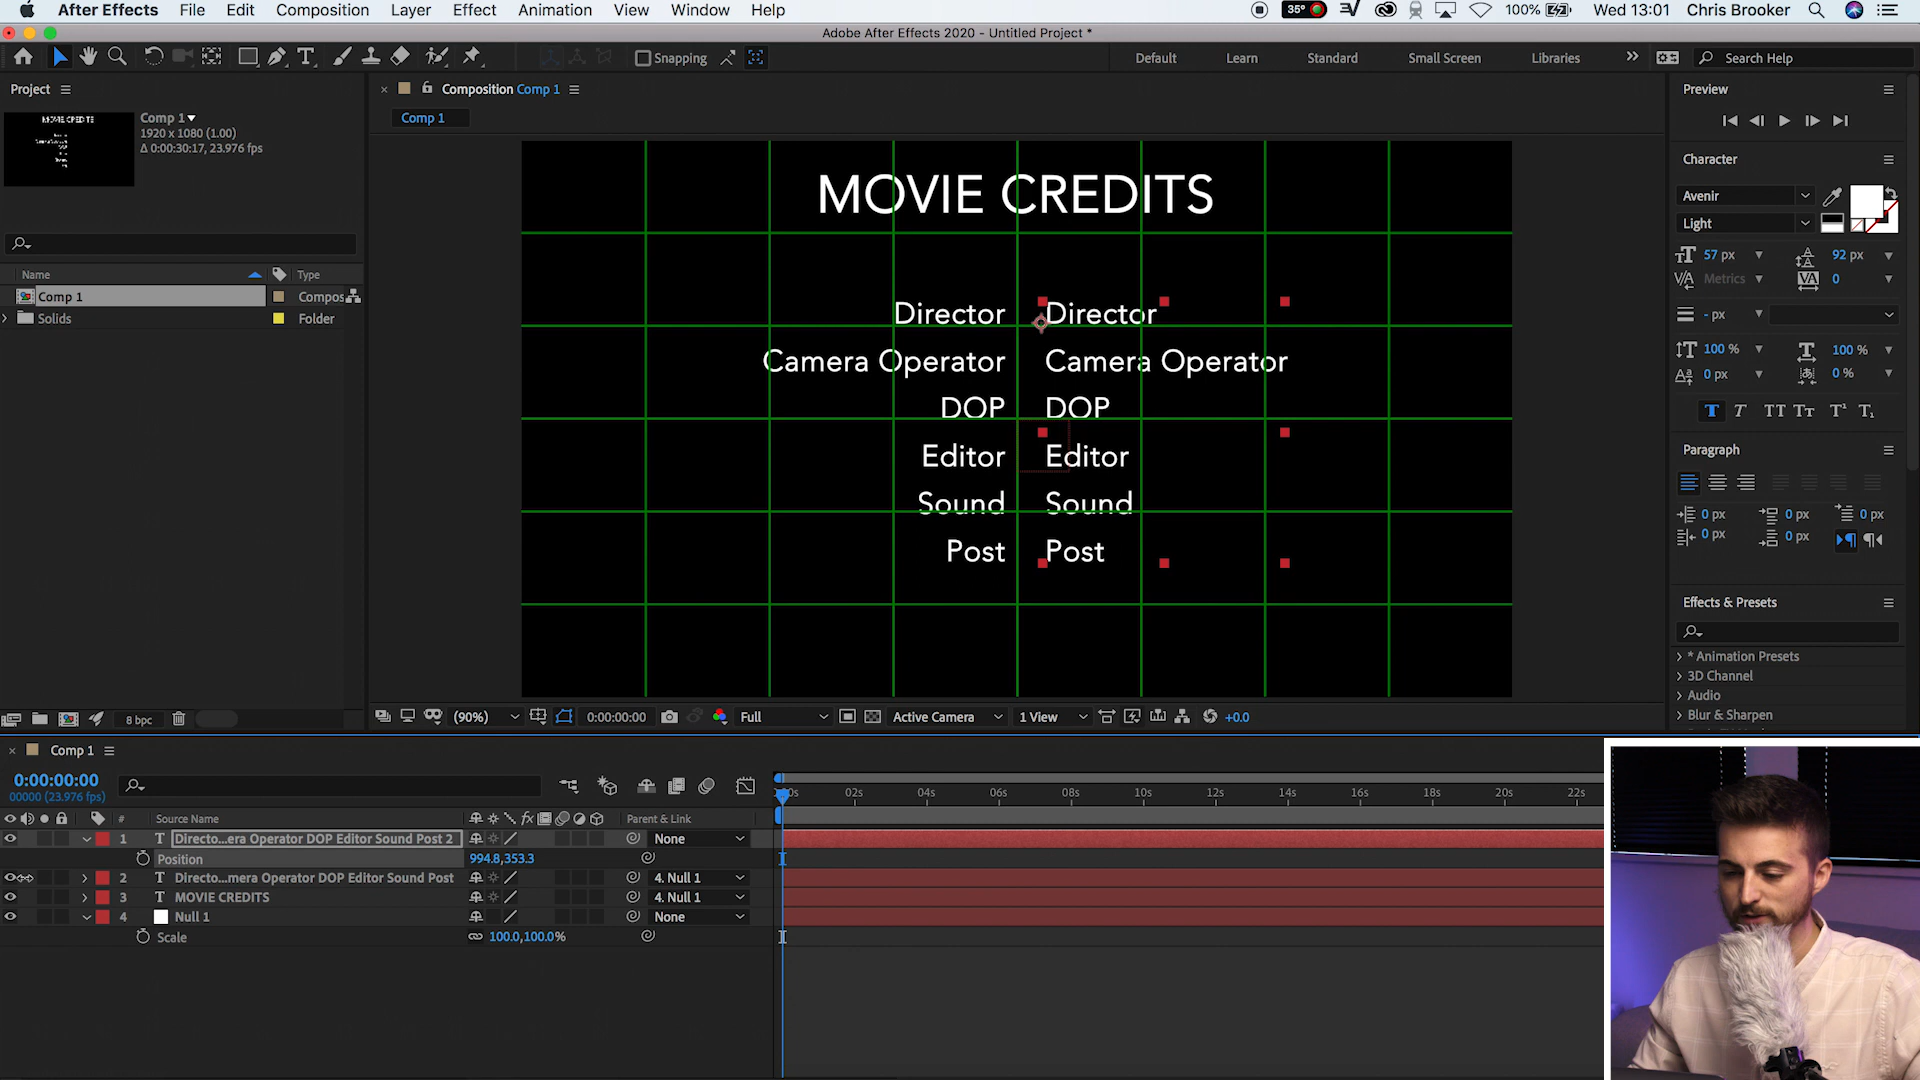 After Effects File Edit Composition Layer Effect Animation View Window Help 35° 100% Wed 13:01 Chris Brooker
Adobe After Effects 2020 - Untitled Project *
Snapping Default Learn Standard Small Screen Libraries Search Help
Project
Comp 1
1920 x 1080 (1.00)
Δ 0:00:30:17, 23.976 fps
Name Type
Comp 1 Compos
Solids Folder
8 bpc
Composition Comp 1
Comp 1
MOVIE CREDITS
Director Director
Camera Operator Camera Operator
DOP DOP
Editor Editor
Sound Sound
Post Post
(90%) 0:00:00:00 Full Active Camera 1 View +0.0
Preview
Character
Avenir
Light
57 px 92 px
Metrics 0
- px
100 % 100 %
0 px 0 %
T T TT Tт T¹ T₁
Paragraph
0 px 0 px 0 px
0 px 0 px
Effects & Presets
* Animation Presets
3D Channel
Audio
Blur & Sharpen
Comp 1
0:00:00:00
00000 (23.976 fps)
02s 04s 06s 08s 10s 12s 14s 16s 18s 20s 22s
# Source Name fx Parent & Link
1 T Directo...era Operator DOP Editor Sound Post 2 None
Position 994.8,353.3
2 T Directo...mera Operator DOP Editor Sound Post 4. Null 1
3 T MOVIE CREDITS 4. Null 1
4 Null 1 None
Scale 100.0,100.0%